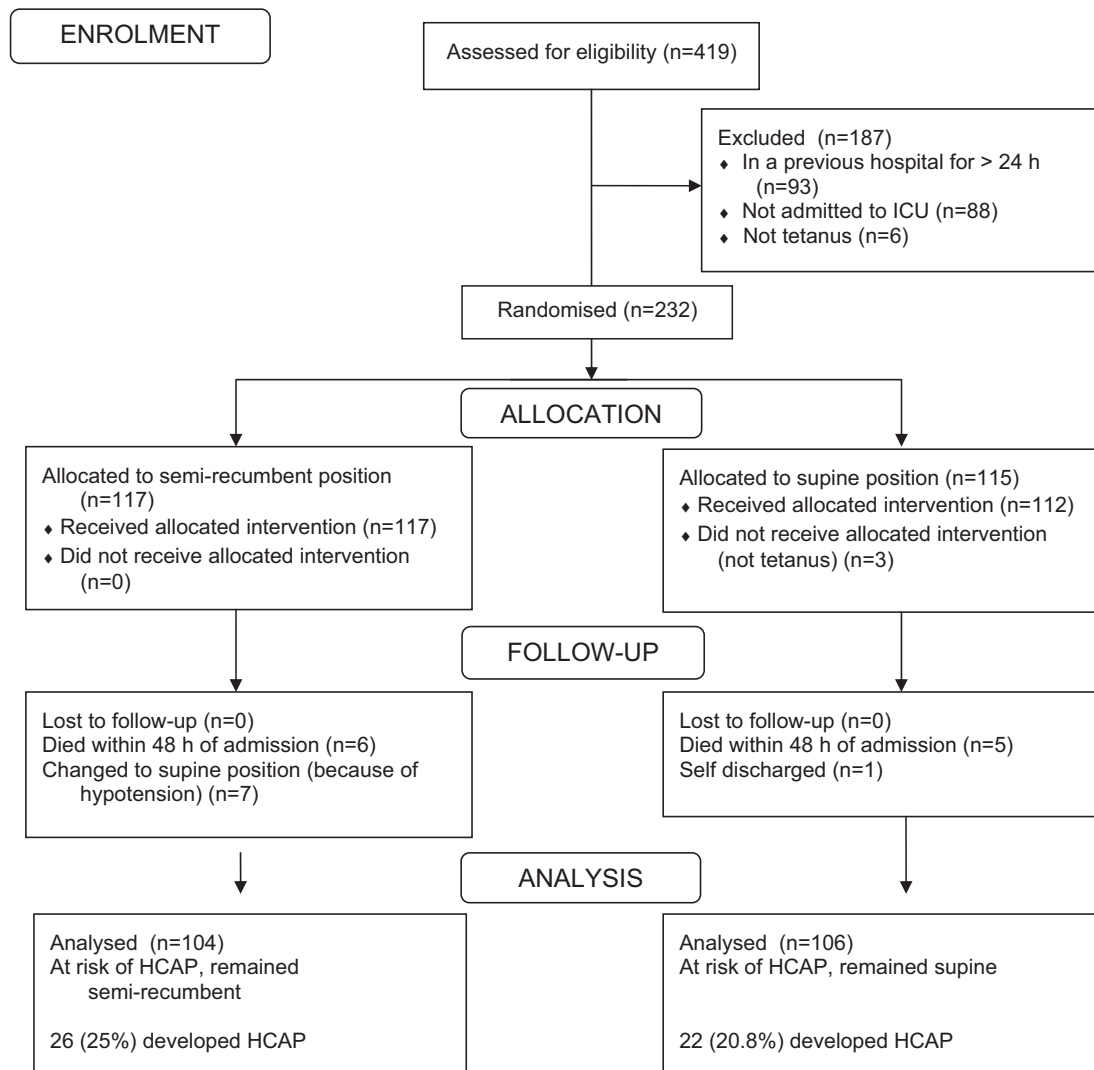 ENROLMENT
Assessed for eligibility (n=419)
Excluded (n=187)
♦ In a previous hospital for > 24 h
(n=93)
♦ Not admitted to ICU (n=88)
♦ Not tetanus (n=6)
Randomised (n=232)
ALLOCATION
Allocated to semi-recumbent position
(n=117)
♦ Received allocated intervention (n=117)
♦ Did not receive allocated intervention
(n=0)
Allocated to supine position (n=115)
♦ Received allocated intervention (n=112)
♦ Did not receive allocated intervention
(not tetanus) (n=3)
FOLLOW-UP
Lost to follow-up (n=0)
Died within 48 h of admission (n=6)
Changed to supine position (because of
hypotension) (n=7)
Lost to follow-up (n=0)
Died within 48 h of admission (n=5)
Self discharged (n=1)
ANALYSIS
Analysed (n=104)
At risk of HCAP, remained
semi-recumbent
26 (25%) developed HCAP
Analysed (n=106)
At risk of HCAP, remained supine
22 (20.8%) developed HCAP